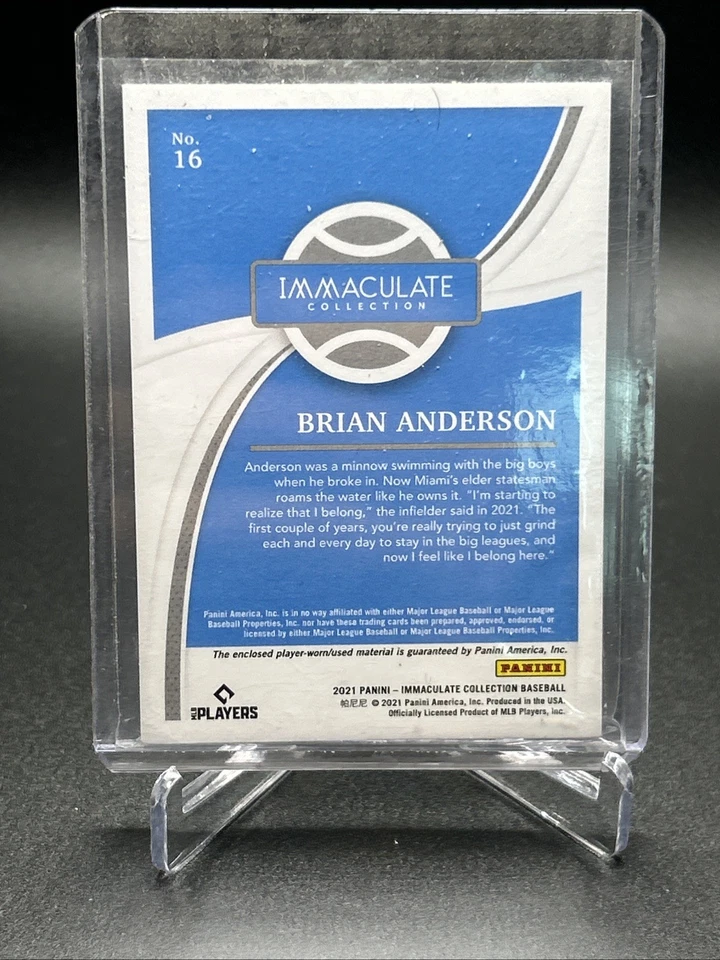 No.
16
IMMACULATE
COLLECTION
BRIAN ANDERSON
Anderson was a minnow swimming with the big boys
when he broke in. Now Miami's elder statesman
roams the water like he owns it. "I'm starting to
realize that I belong," the infielder said in 2021. "The
first couple of years, you're really trying to just grind
each and every day to stay in the big leagues, and
now I feel like I belong here."
Panini America, Inc. is in no way affiliated with either Major League Baseball or Major League
Baseball Properties, Inc. nor have these trading cards been prepared, approved, endorsed, or
licensed by either Major League Baseball or Major League Baseball Properties, Inc.
The enclosed player-worn/used material is guaranteed by Panini America, Inc.
PANINI
2021 PANINI – IMMACULATE COLLECTION BASEBALL
帕尼尼 © 2021 Panini America, Inc. Produced in the USA.
Officially Licensed Product of MLB Players, Inc.
MLB PLAYERS